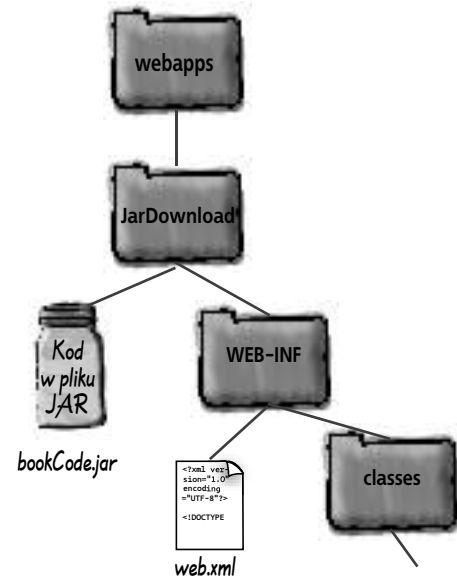 webapps
JarDownload
Kod
w pliku
JAR
bookCode.jar
WEB-INF
<?xml ver-
sion="1.0"
encoding
="UTF-8"?>
<!DOCTYPE
web.xml
classes